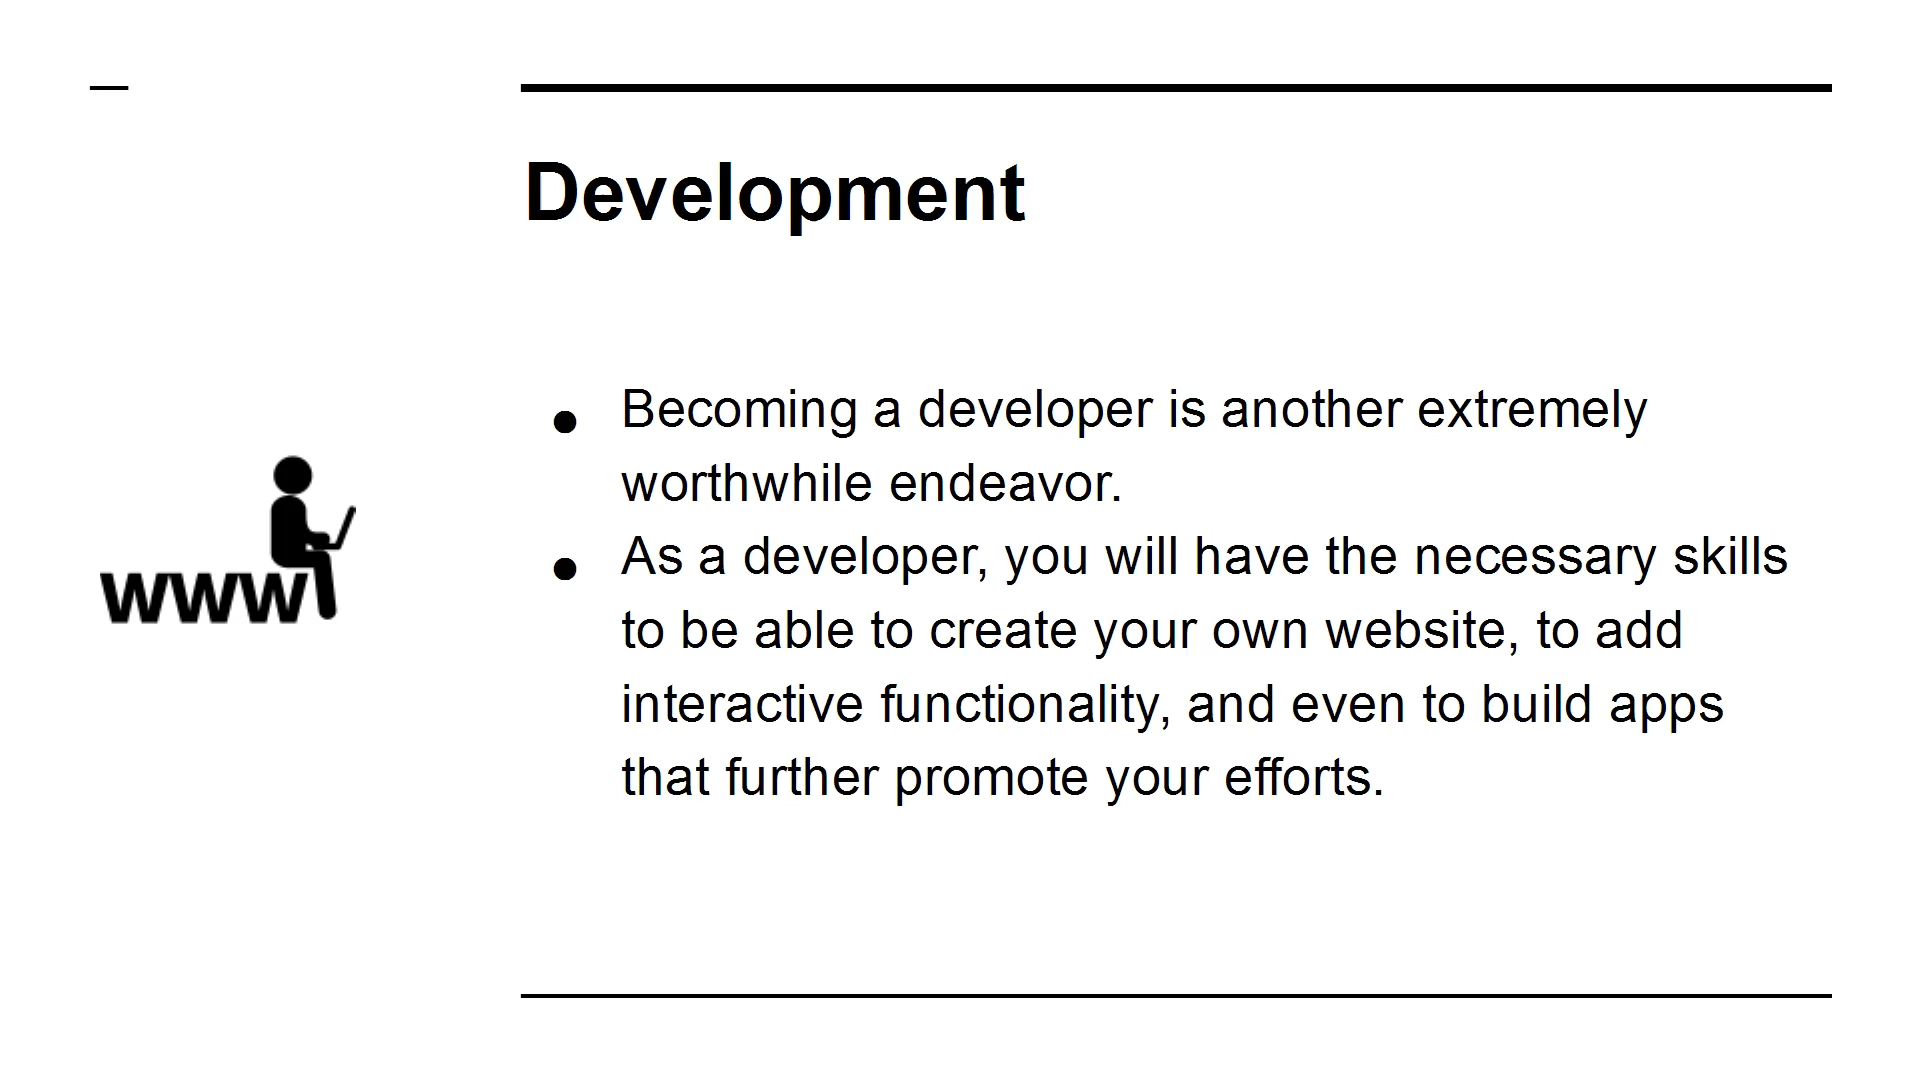 Development
● Becoming a developer is another extremely
worthwhile endeavor.
● As a developer, you will have the necessary skills
to be able to create your own website, to add
interactive functionality, and even to build apps
that further promote your efforts.
www